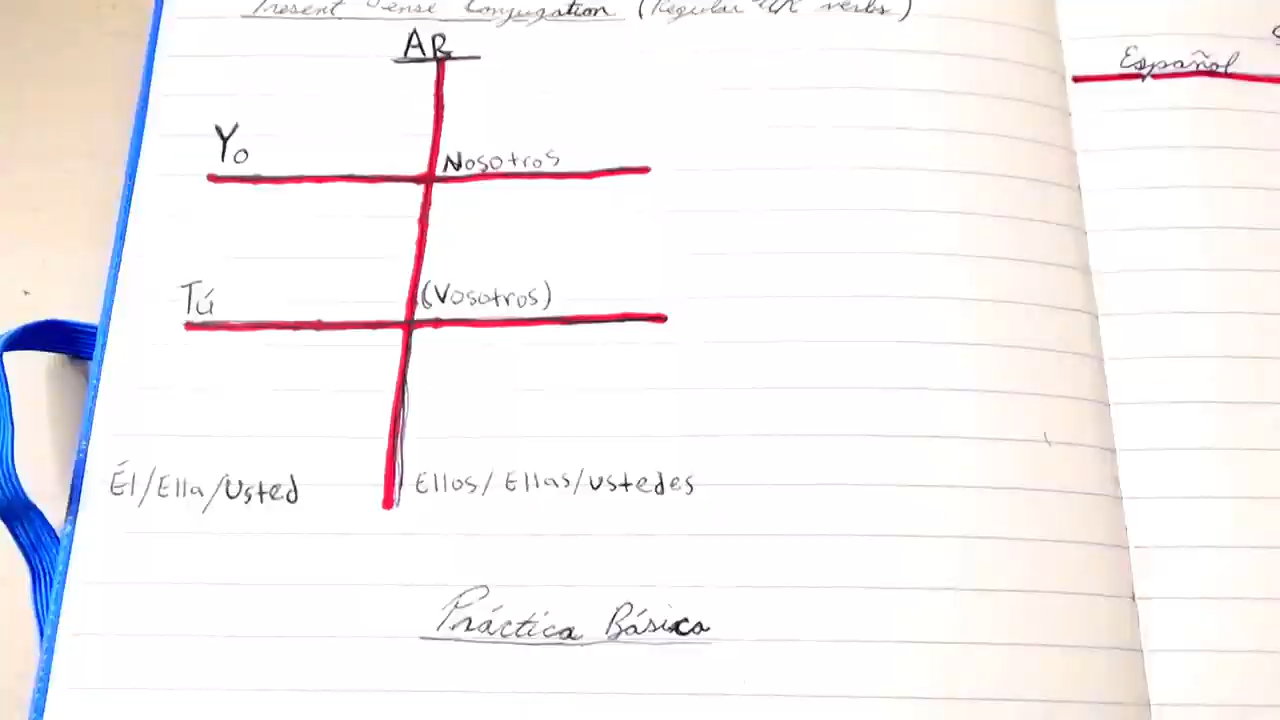 Present Tense Conjugation (Regular AR verbs)
AR
Yo
Nosotros
Tú
(Vosotros)
Él/Ella/Usted
Ellos/Ellas/ustedes
Práctica Básica
Español